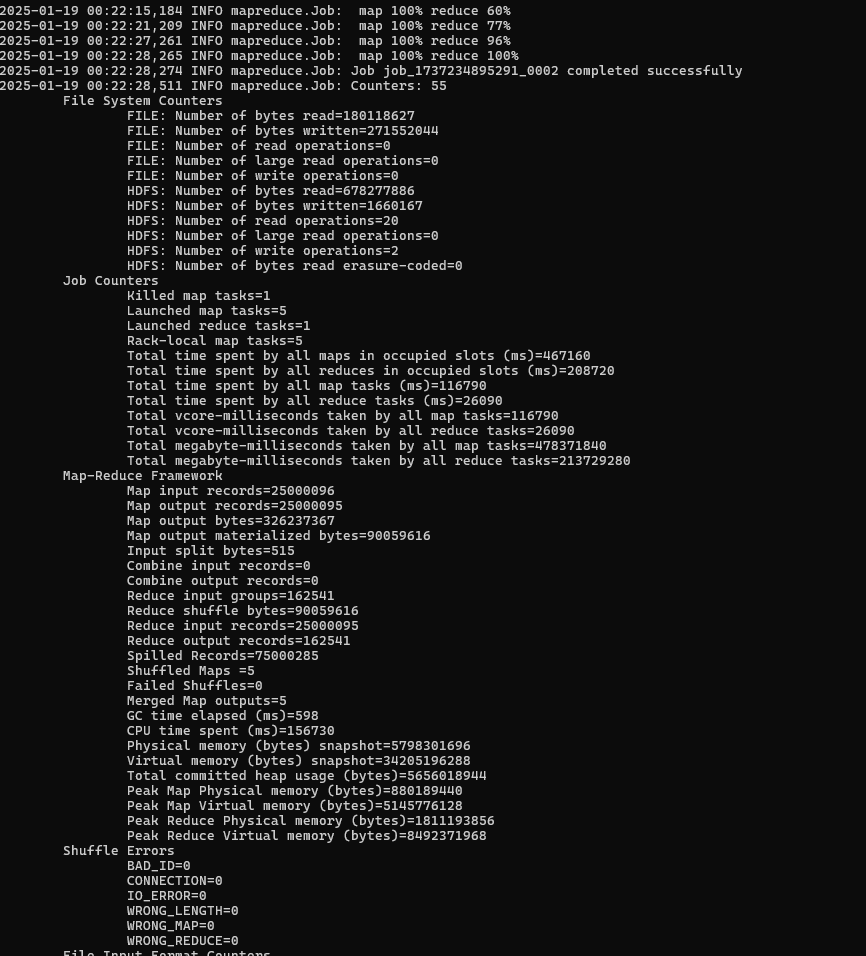 2025-01-19 00:22:15,184 INFO mapreduce.Job:  map 100% reduce 60%
2025-01-19 00:22:21,209 INFO mapreduce.Job:  map 100% reduce 77%
2025-01-19 00:22:27,261 INFO mapreduce.Job:  map 100% reduce 96%
2025-01-19 00:22:28,265 INFO mapreduce.Job:  map 100% reduce 100%
2025-01-19 00:22:28,274 INFO mapreduce.Job: Job job_1737234895291_0002 completed successfully
2025-01-19 00:22:28,511 INFO mapreduce.Job: Counters: 55
File System Counters
FILE: Number of bytes read=180118627
FILE: Number of bytes written=271552044
FILE: Number of read operations=0
FILE: Number of large read operations=0
FILE: Number of write operations=0
HDFS: Number of bytes read=678277886
HDFS: Number of bytes written=1660167
HDFS: Number of read operations=20
HDFS: Number of large read operations=0
HDFS: Number of write operations=2
HDFS: Number of bytes read erasure-coded=0
Job Counters
Killed map tasks=1
Launched map tasks=5
Launched reduce tasks=1
Rack-local map tasks=5
Total time spent by all maps in occupied slots (ms)=467160
Total time spent by all reduces in occupied slots (ms)=208720
Total time spent by all map tasks (ms)=116790
Total time spent by all reduce tasks (ms)=26090
Total vcore-milliseconds taken by all map tasks=116790
Total vcore-milliseconds taken by all reduce tasks=26090
Total megabyte-milliseconds taken by all map tasks=478371840
Total megabyte-milliseconds taken by all reduce tasks=213729280
Map-Reduce Framework
Map input records=25000096
Map output records=25000095
Map output bytes=326237367
Map output materialized bytes=90059616
Input split bytes=515
Combine input records=0
Combine output records=0
Reduce input groups=162541
Reduce shuffle bytes=90059616
Reduce input records=25000095
Reduce output records=162541
Spilled Records=75000285
Shuffled Maps =5
Failed Shuffles=0
Merged Map outputs=5
GC time elapsed (ms)=598
CPU time spent (ms)=156730
Physical memory (bytes) snapshot=5798301696
Virtual memory (bytes) snapshot=34205196288
Total committed heap usage (bytes)=5656018944
Peak Map Physical memory (bytes)=880189440
Peak Map Virtual memory (bytes)=5145776128
Peak Reduce Physical memory (bytes)=1811193856
Peak Reduce Virtual memory (bytes)=8492371968
Shuffle Errors
BAD_ID=0
CONNECTION=0
IO_ERROR=0
WRONG_LENGTH=0
WRONG_MAP=0
WRONG_REDUCE=0
File Input Format Counters